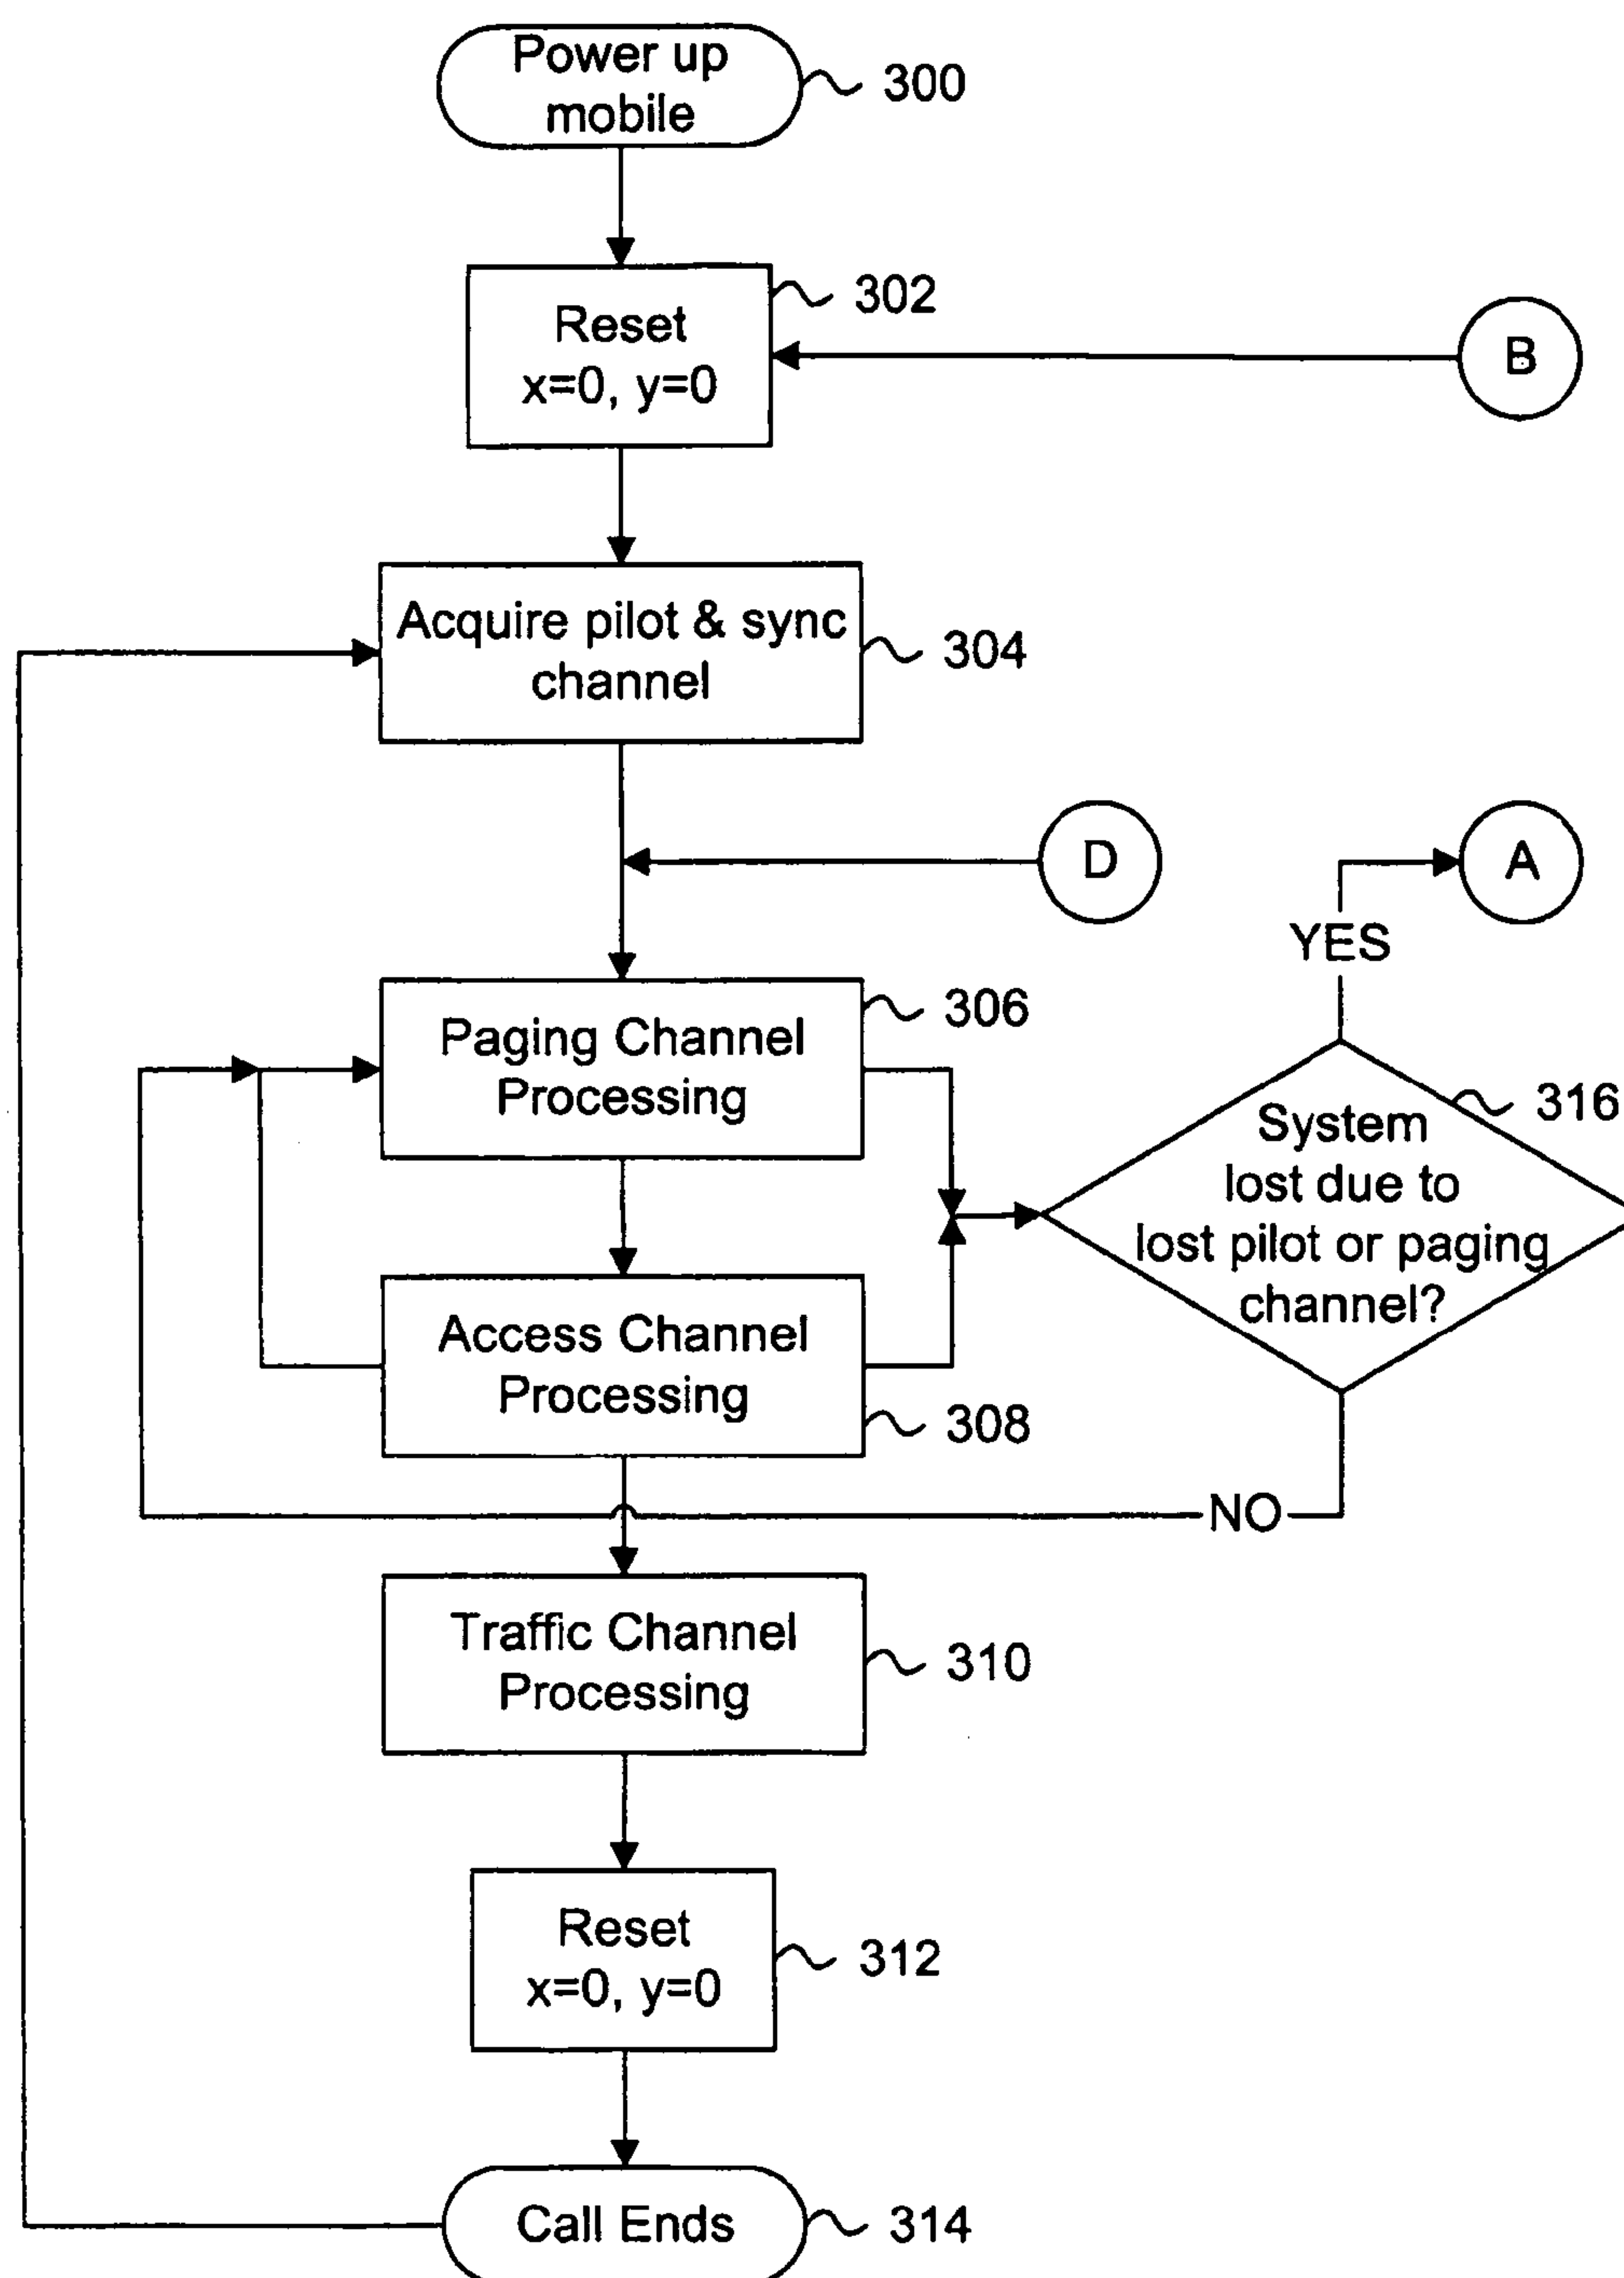 Power up
mobile
300
302
Reset
x=0, y=0
B
Acquire pilot & sync
channel
304
D
A
YES
306
Paging Channel
Processing
316
System
lost due to
lost pilot or paging
channel?
Access Channel
Processing
308
NO
Traffic Channel
Processing
310
Reset
x=0, y=0
312
Call Ends
314